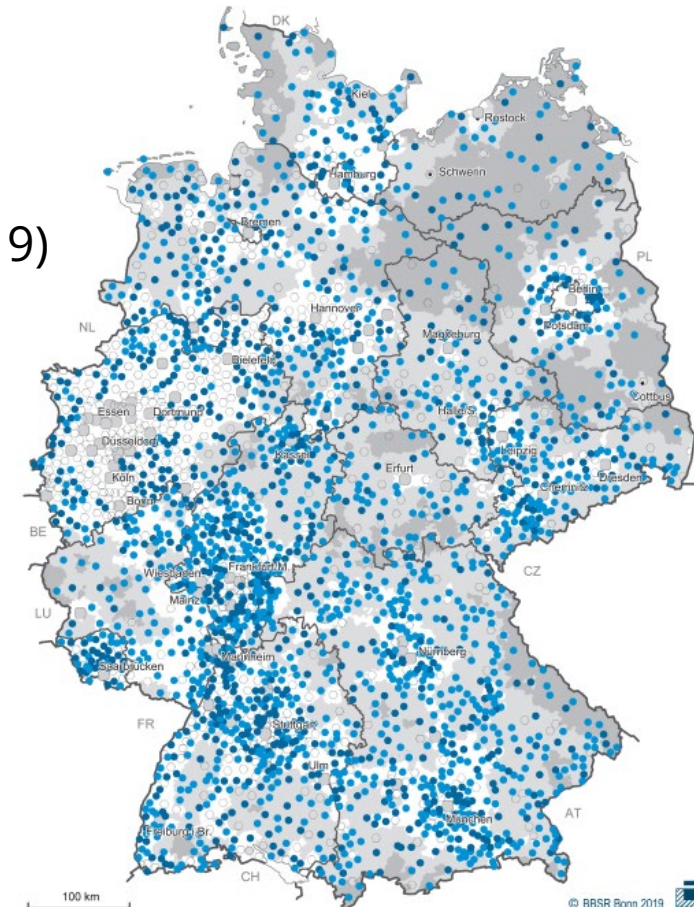 DK
Kiel
Rostock
Hamburg
Schwerin
9)
Bremen
PL
Berlin
NL
Hannover
Potsdam
Magdeburg
Bielefeld
Cottbus
Essen
Dortmund
Halle/S.
Düsseldorf
Leipzig
Kassel
Erfurt
Dresden
Köln
Chemnitz
Bonn
BE
Wiesbaden
Frankfurt/M.
CZ
Mainz
LU
Nürnberg
Mannheim
Saarbrücken
FR
Stuttgart
Ulm
München
AT
Freiburg i.Br.
CH
100 km
© BBSR Bonn 2019